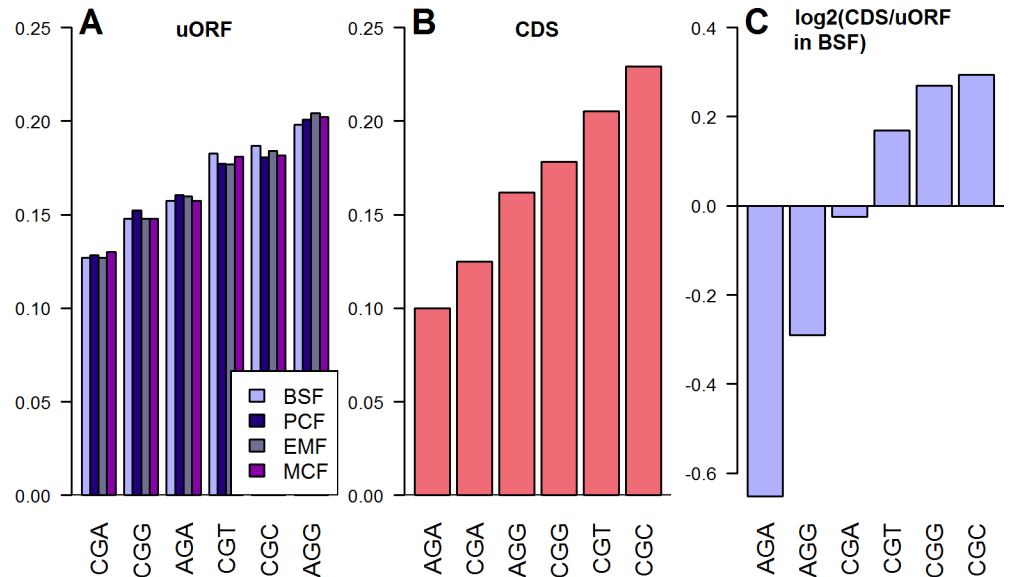 A
uORF
0.25
0.20
0.15
0.10
0.05
0.00
BSF
PCF
EMF
MCF
CGA
CGG
AGA
CGT
CGC
AGG
B
CDS
0.25
0.20
0.15
0.10
0.05
0.00
AGA
CGA
AGG
CGG
CGT
CGC
C
log2(CDS/uORF
in BSF)
0.4
0.2
0.0
-0.2
-0.4
-0.6
AGA
AGG
CGA
CGT
CGG
CGC